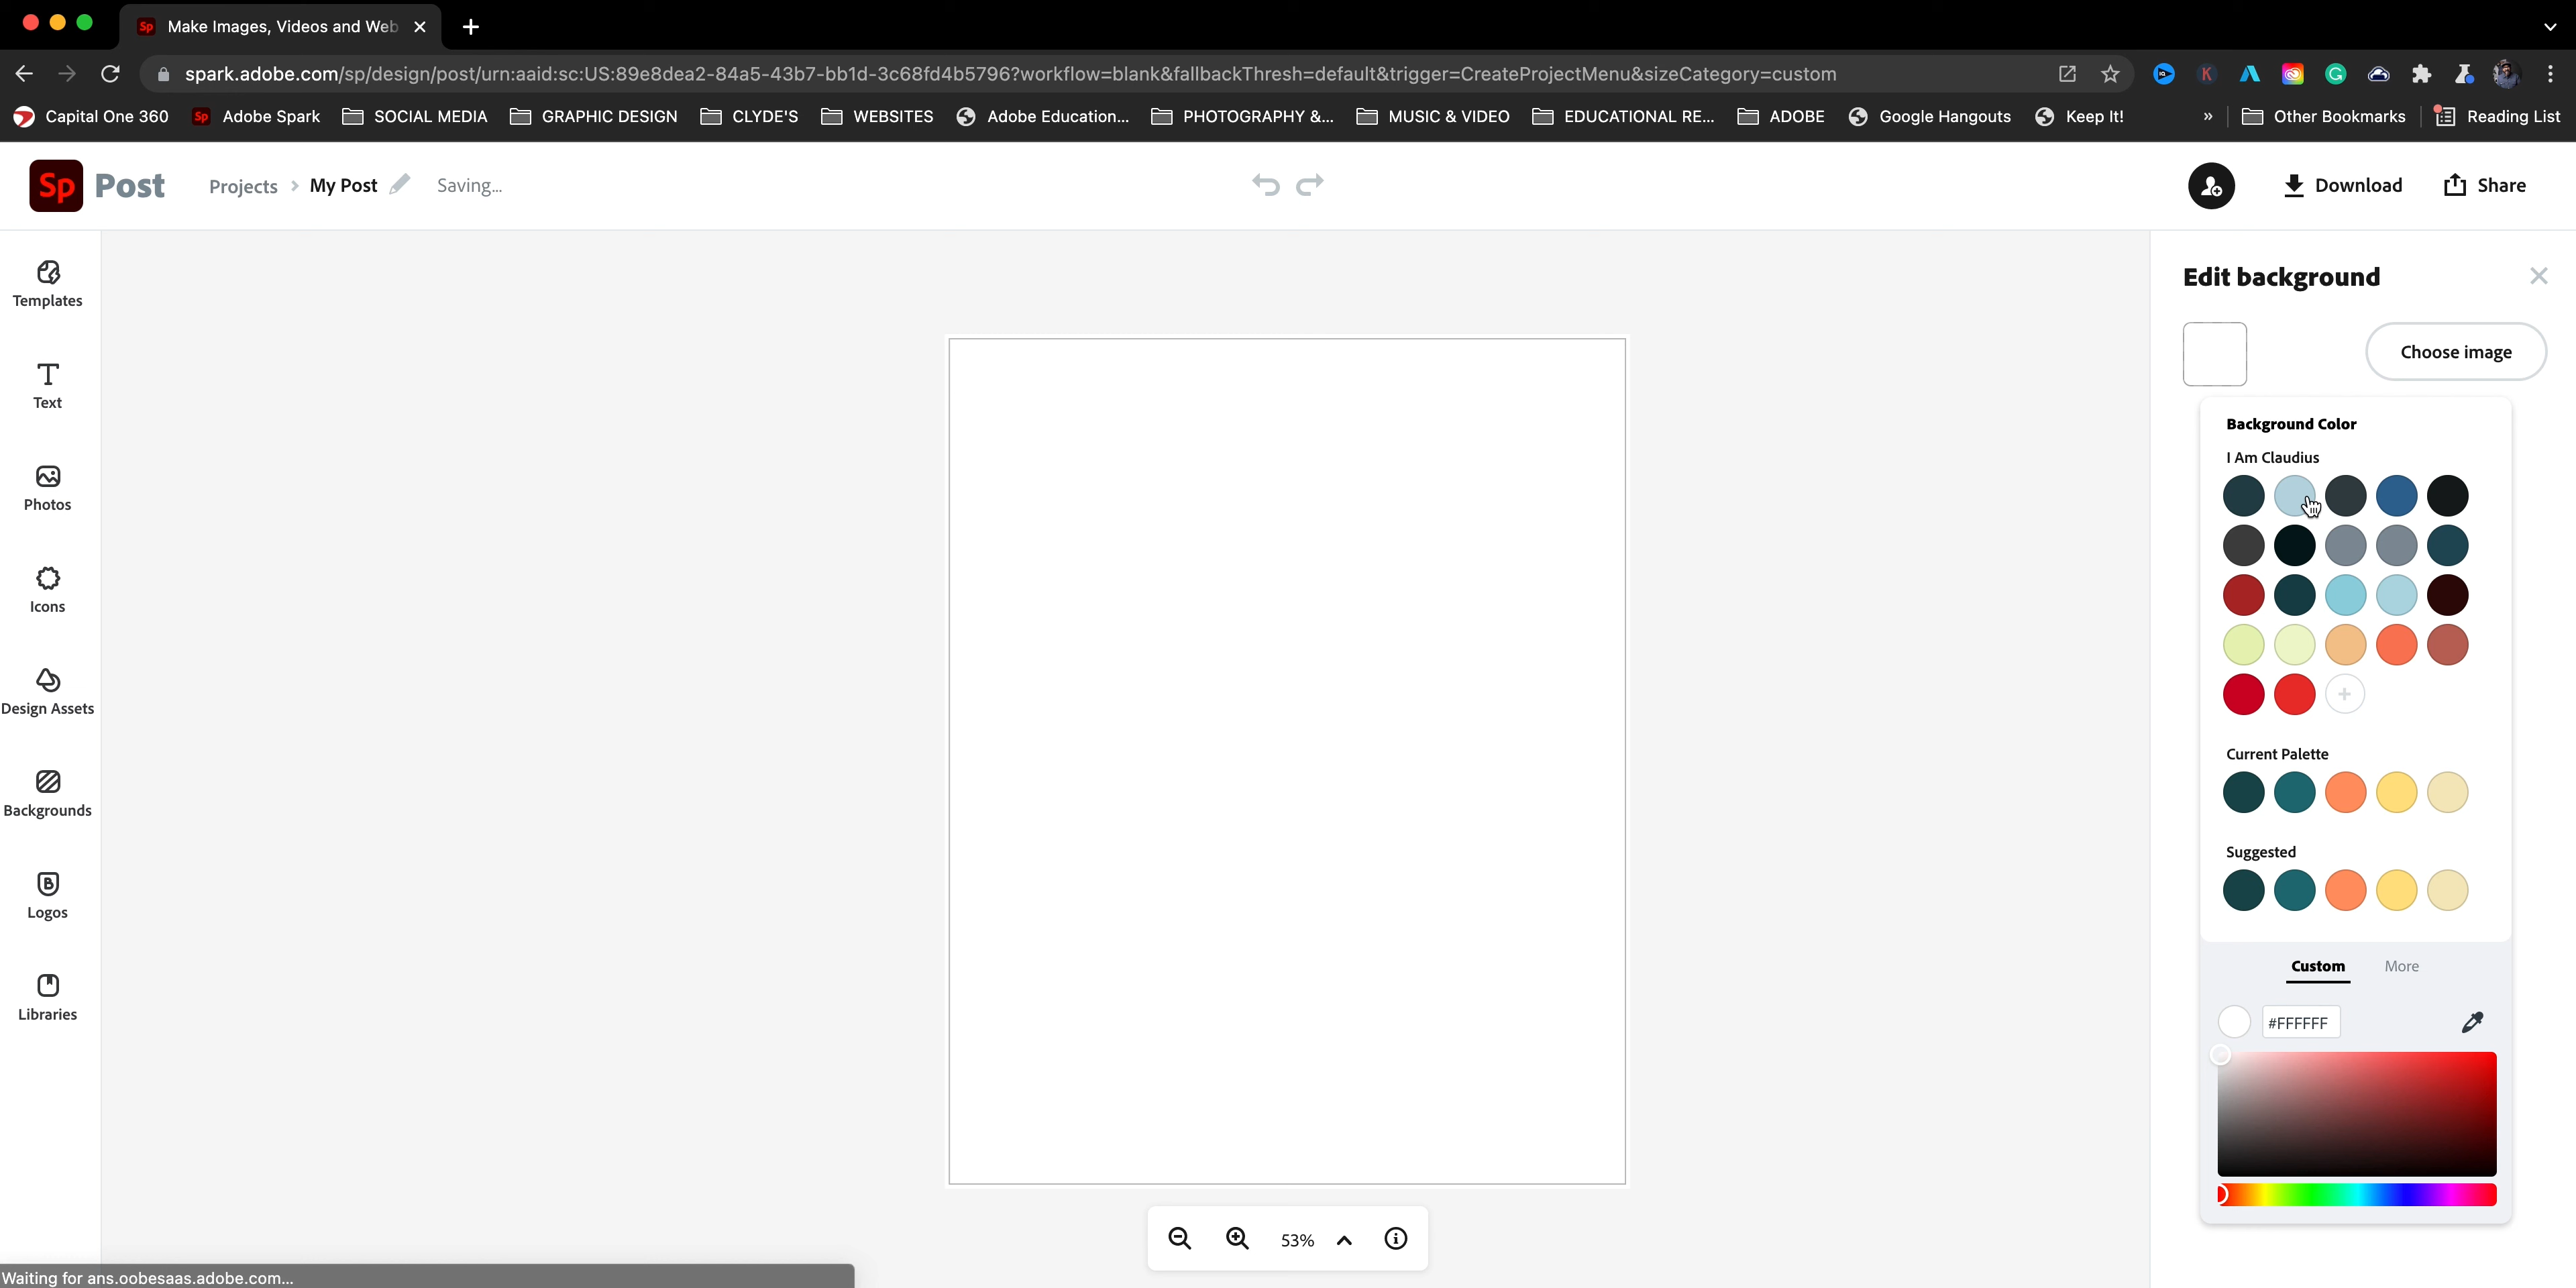 Sp Make Images, Videos and Web
spark.adobe.com/sp/design/post/urn:aaid:sc:US:89e8dea2-84a5-43b7-bb1d-3c68fd4b5796?workflow=blank&fallbackThresh=default&trigger=CreateProjectMenu&sizeCategory=custom
Capital One 360 Sp Adobe Spark SOCIAL MEDIA GRAPHIC DESIGN CLYDE'S WEBSITES Adobe Education... PHOTOGRAPHY &... MUSIC & VIDEO EDUCATIONAL RE... ADOBE Google Hangouts Keep It! » Other Bookmarks Reading List
Sp Post Projects > My Post Saving... Download Share
Templates
Text
Photos
Icons
Design Assets
Backgrounds
Logos
Libraries
53%
Edit background
Choose image
Background Color
I Am Claudius
Current Palette
Suggested
Custom More
#FFFFFF
Waiting for ans.oobesaas.adobe.com...